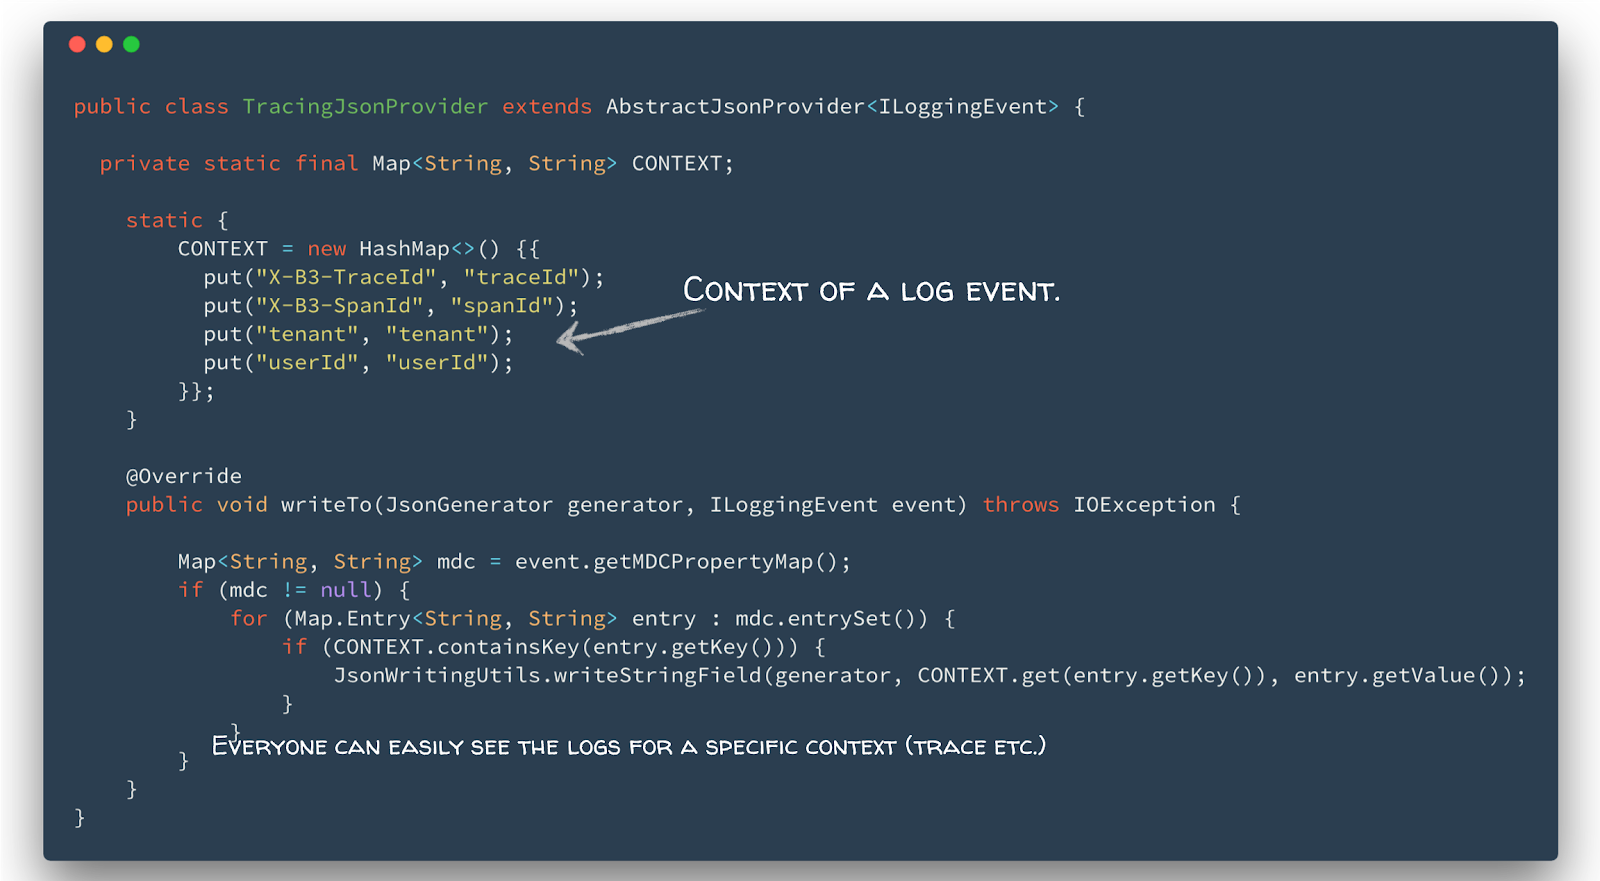 public class TracingJsonProvider extends AbstractJsonProvider<ILoggingEvent> {
private static final Map<String, String> CONTEXT;
static {
CONTEXT = new HashMap<>() {{
put("X-B3-TraceId", "traceId");
put("X-B3-SpanId", "spanId");
put("tenant", "tenant");
put("userId", "userId");
}};
}
CONTEXT OF A LOG EVENT.
@Override
public void writeTo(JsonGenerator generator, ILoggingEvent event) throws IOException {
Map<String, String> mdc = event.getMDCPropertyMap();
if (mdc != null) {
for (Map.Entry<String, String> entry : mdc.entrySet()) {
if (CONTEXT.containsKey(entry.getKey())) {
JsonWritingUtils.writeStringField(generator, CONTEXT.get(entry.getKey()), entry.getValue());
}
}
EVERYONE CAN EASILY SEE THE LOGS FOR A SPECIFIC CONTEXT (TRACE ETC.)
}
}
}